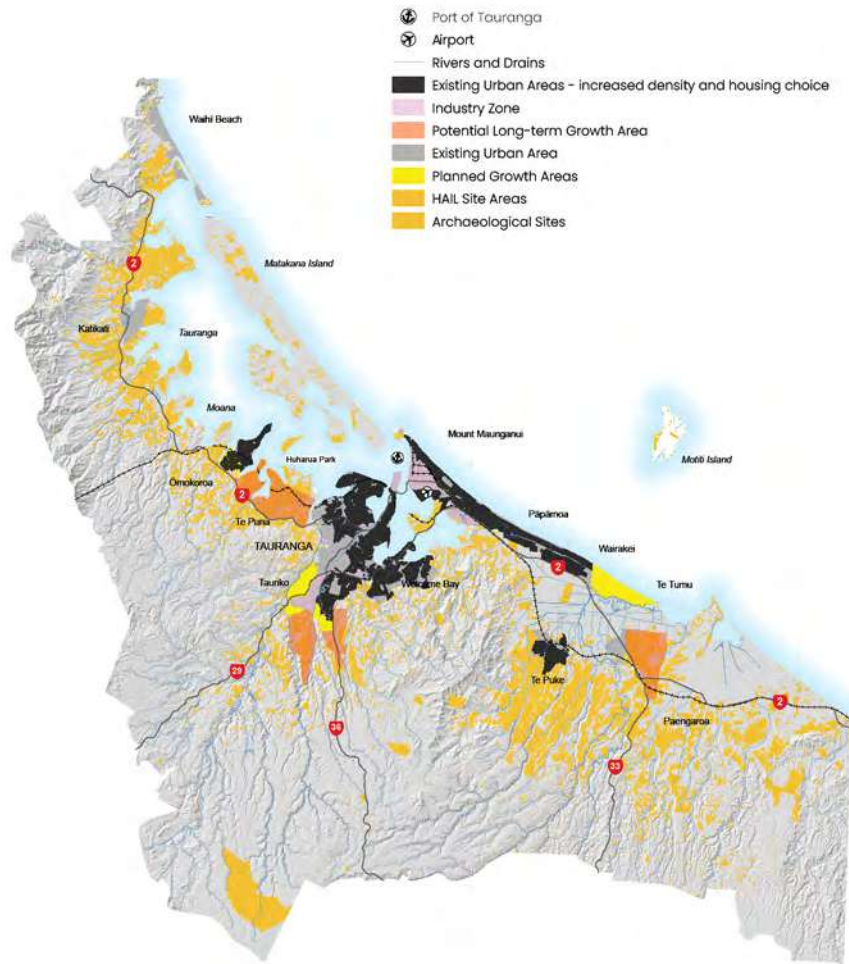 Port of Tauranga
Airport
Rivers and Drains
Existing Urban Areas - increased density and housing choice
Industry Zone
Potential Long-term Growth Area
Existing Urban Area
Planned Growth Areas
HAIL Site Areas
Archaeological Sites
Waihi Beach
2
Matakana Island
Katikati
Tauranga
Moana
Mount Maunganui
Motiti Island
Huharua Park
Omokoroa
2
Te Puna
Pāpāmoa
TAURANGA
Wairakei
Tauriko
Welcome Bay
2
Te Tumu
29
Te Puke
2
Paengaroa
36
33